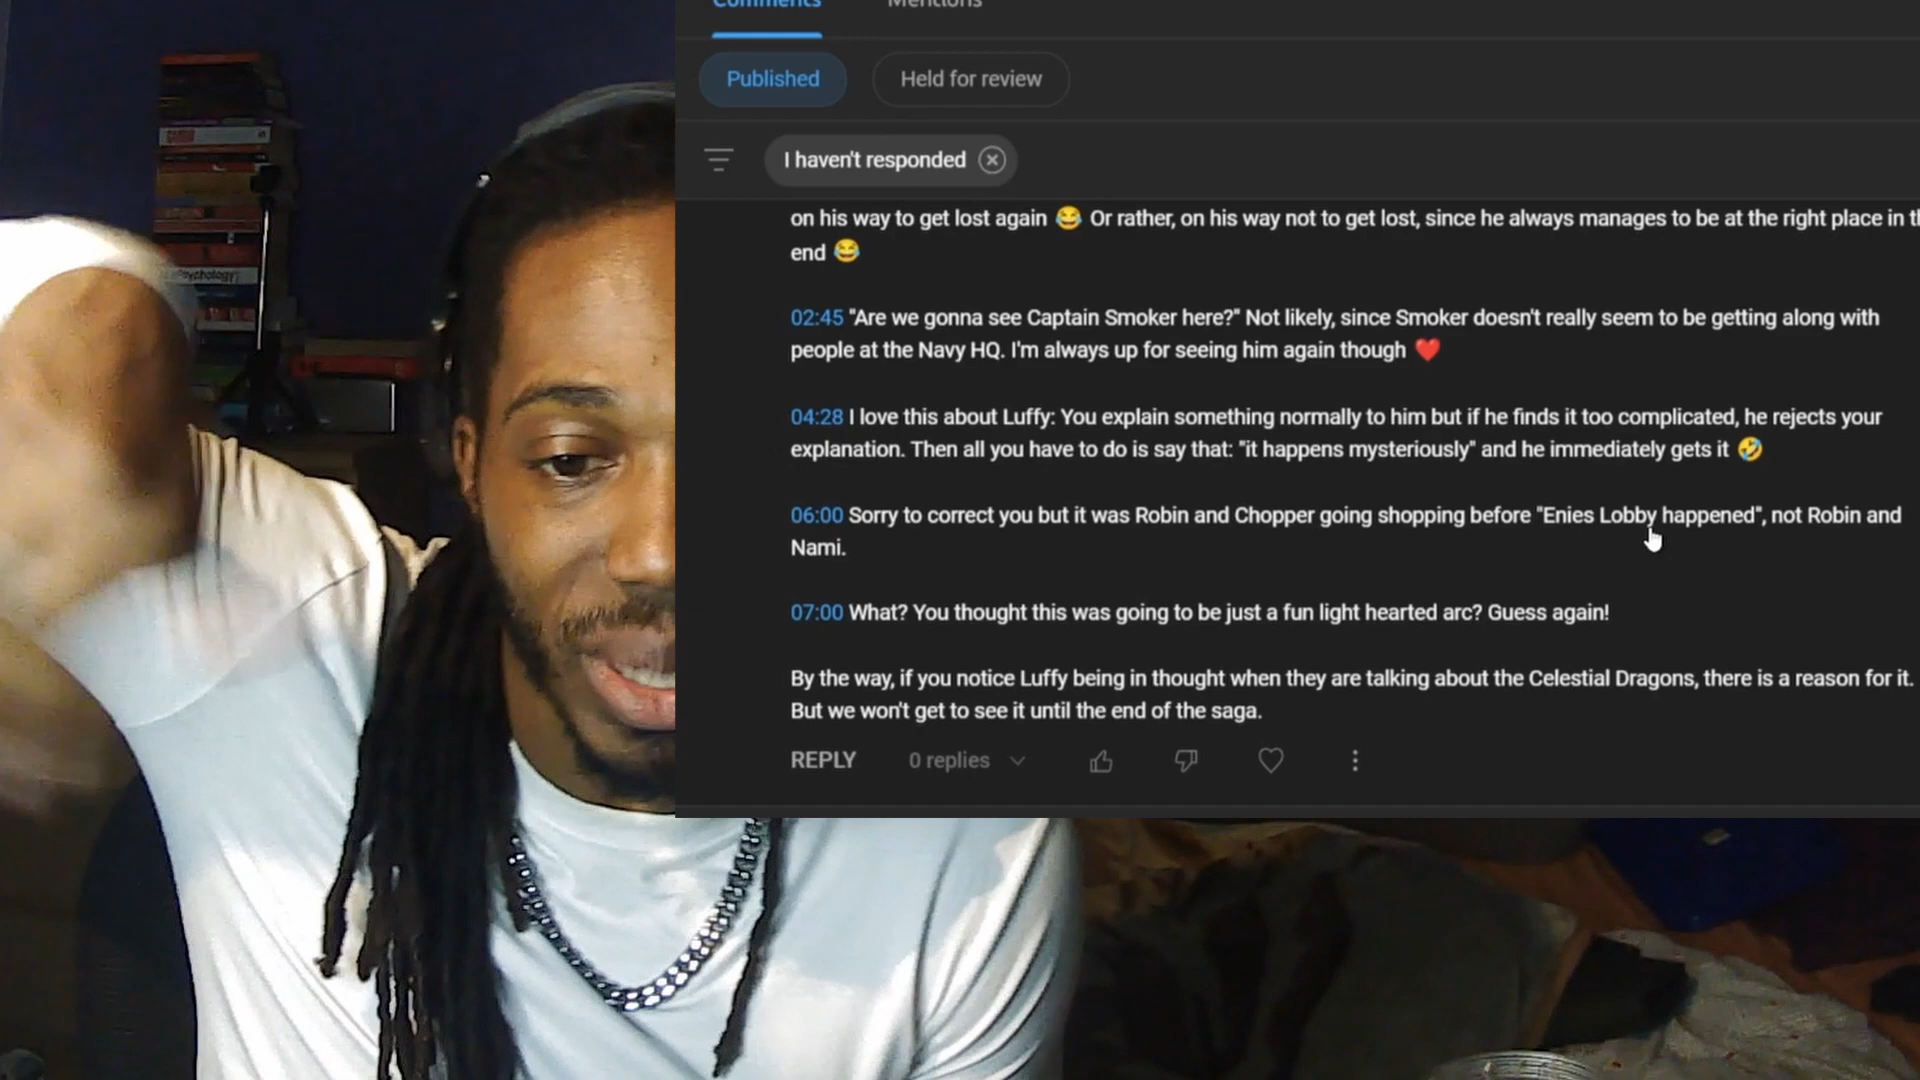 Comments Mentions
Published Held for review
I haven't responded
on his way to get lost again 😂 Or rather, on his way not to get lost, since he always manages to be at the right place in
end 😂
02:45 "Are we gonna see Captain Smoker here?" Not likely, since Smoker doesn't really seem to be getting along with
people at the Navy HQ. I'm always up for seeing him again though ❤️
04:28 I love this about Luffy: You explain something normally to him but if he finds it too complicated, he rejects your
explanation. Then all you have to do is say that: "it happens mysteriously" and he immediately gets it 🤣
06:00 Sorry to correct you but it was Robin and Chopper going shopping before "Enies Lobby happened", not Robin and
Nami.
07:00 What? You thought this was going to be just a fun light hearted arc? Guess again!
By the way, if you notice Luffy being in thought when they are talking about the Celestial Dragons, there is a reason for it.
But we won't get to see it until the end of the saga.
REPLY 0 replies
Psychology